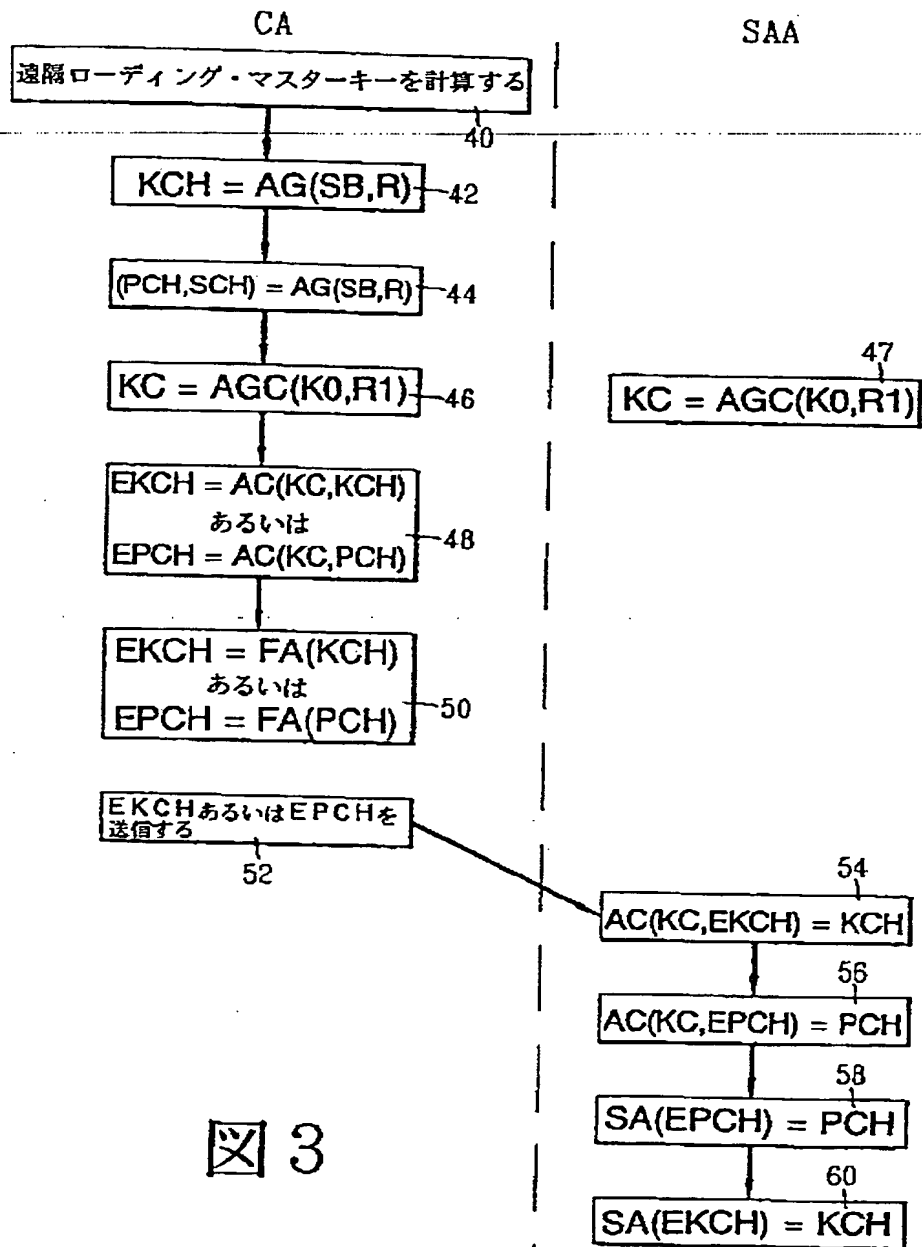 CA
SAA
遠隔ローディング・マスターキーを計算する
40
KCH = AG(SB,R)
42
(PCH,SCH) = AG(SB,R)
44
KC = AGC(K0,R1)
46
47
KC = AGC(K0,R1)
EKCH = AC(KC,KCH)
あるいは
EPCH = AC(KC,PCH)
48
EKCH = FA(KCH)
あるいは
EPCH = FA(PCH)
50
EKCHあるいはEPCHを
送信する
52
54
AC(KC,EKCH) = KCH
56
AC(KC,EPCH) = PCH
58
SA(EPCH) = PCH
60
SA(EKCH) = KCH
図 3